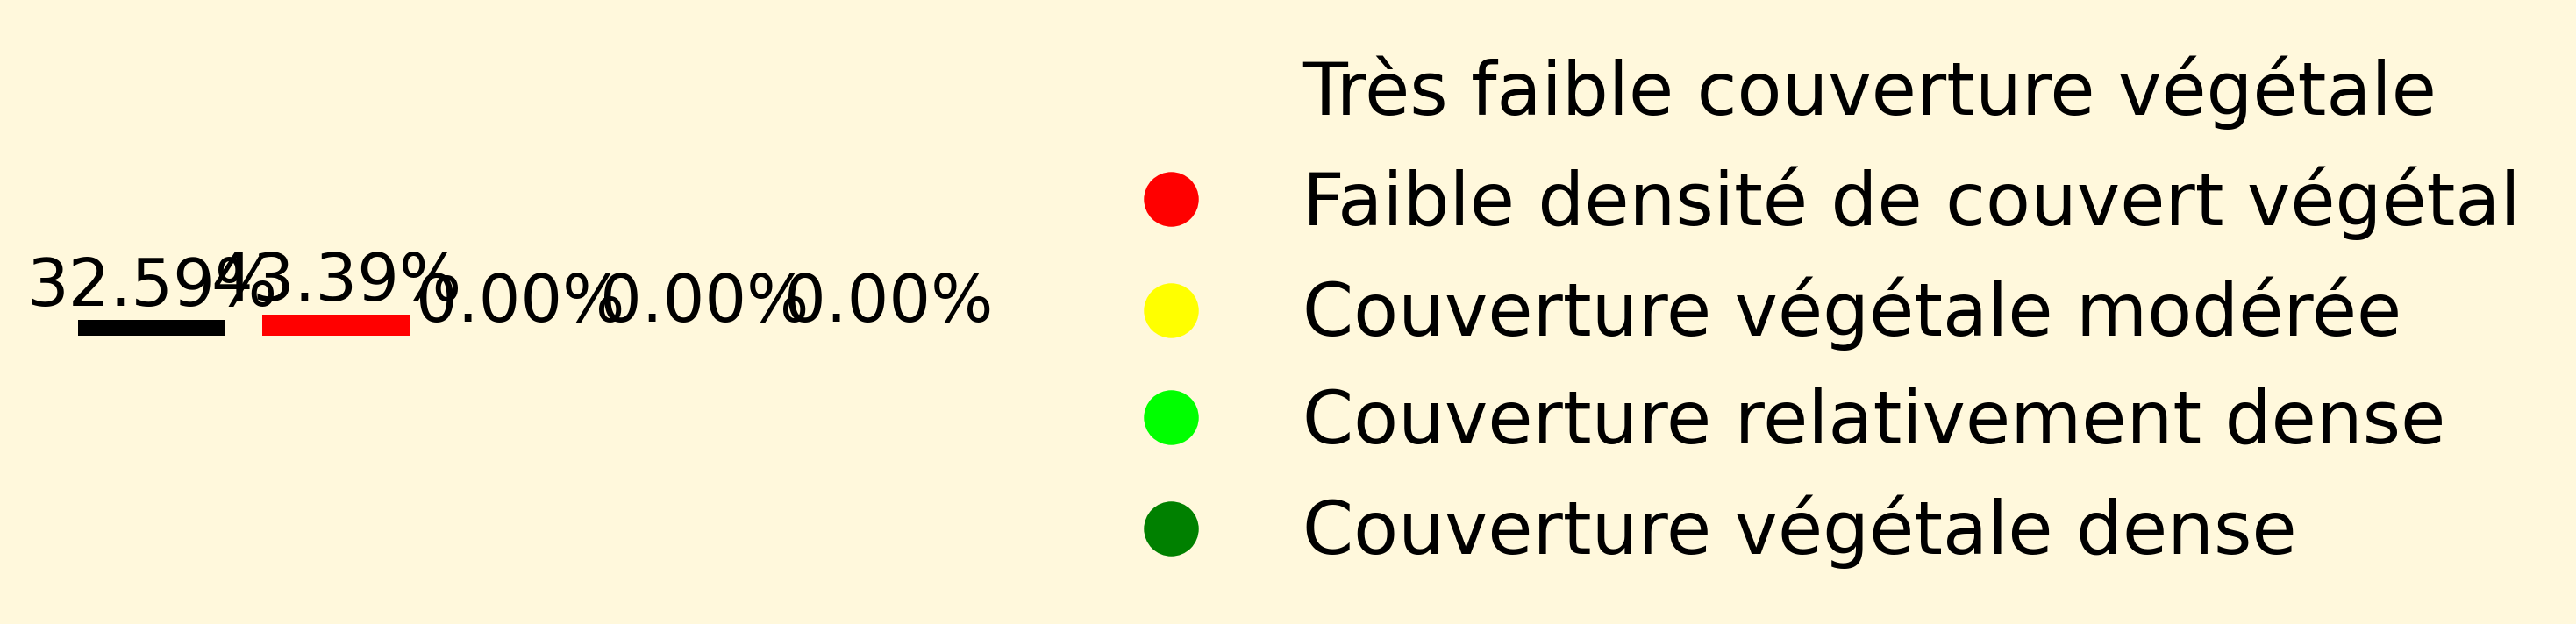 32.59% 43.39% 0.00% 0.00% 0.00%
Très faible couverture végétale
Faible densité de couvert végétal
Couverture végétale modérée
Couverture relativement dense
Couverture végétale dense